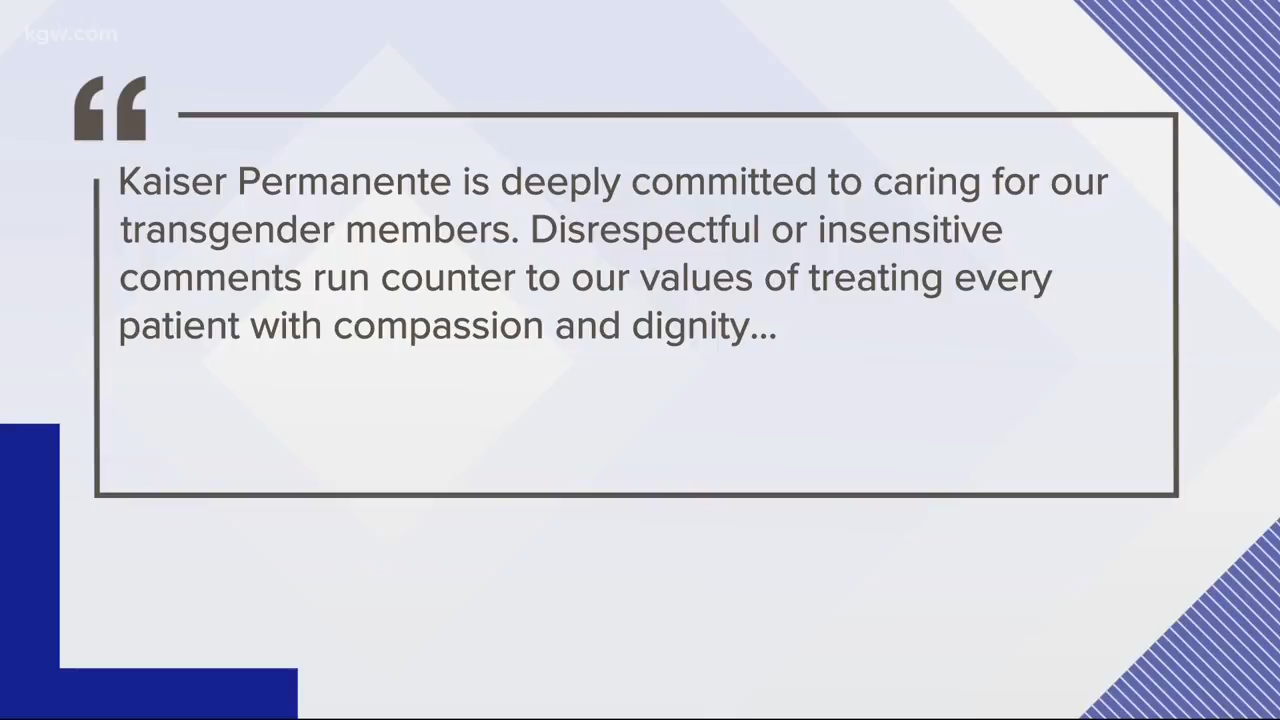 kgw.com
“
Kaiser Permanente is deeply committed to caring for our
transgender members. Disrespectful or insensitive
comments run counter to our values of treating every
patient with compassion and dignity...